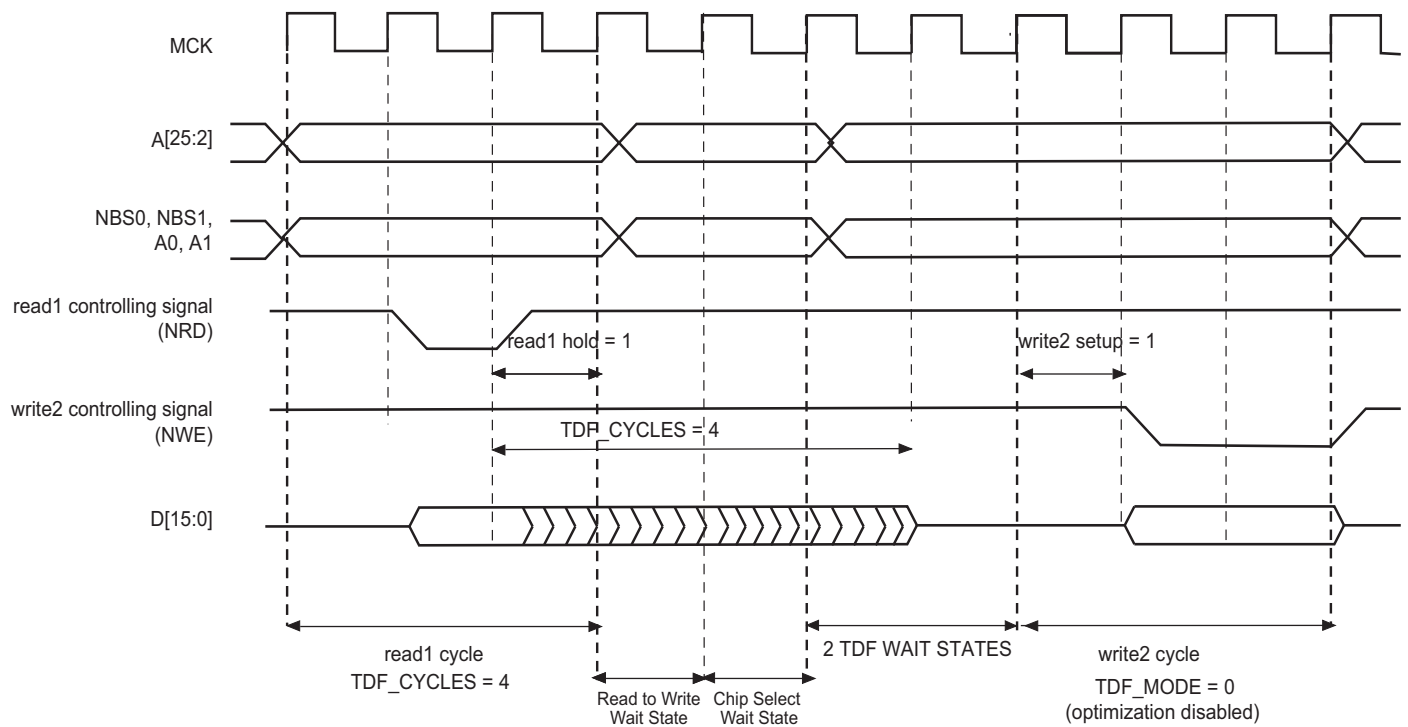 MCK
A[25:2]
NBS0, NBS1,
A0, A1
read1 controlling signal
(NRD)
read1 hold = 1
write2 setup = 1
write2 controlling signal
(NWE)
TDF_CYCLES = 4
D[15:0]
read1 cycle
TDF_CYCLES = 4
Read to Write
Wait State
Chip Select
Wait State
2 TDF WAIT STATES
write2 cycle
TDF_MODE = 0
(optimization disabled)